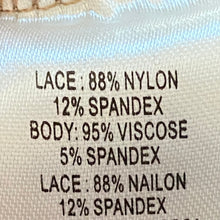 LACE: 88% NYLON
12% SPANDEX
BODY: 95% VISCOSE
5% SPANDEX
LACE: 88% NAILON
12% SPANDEX